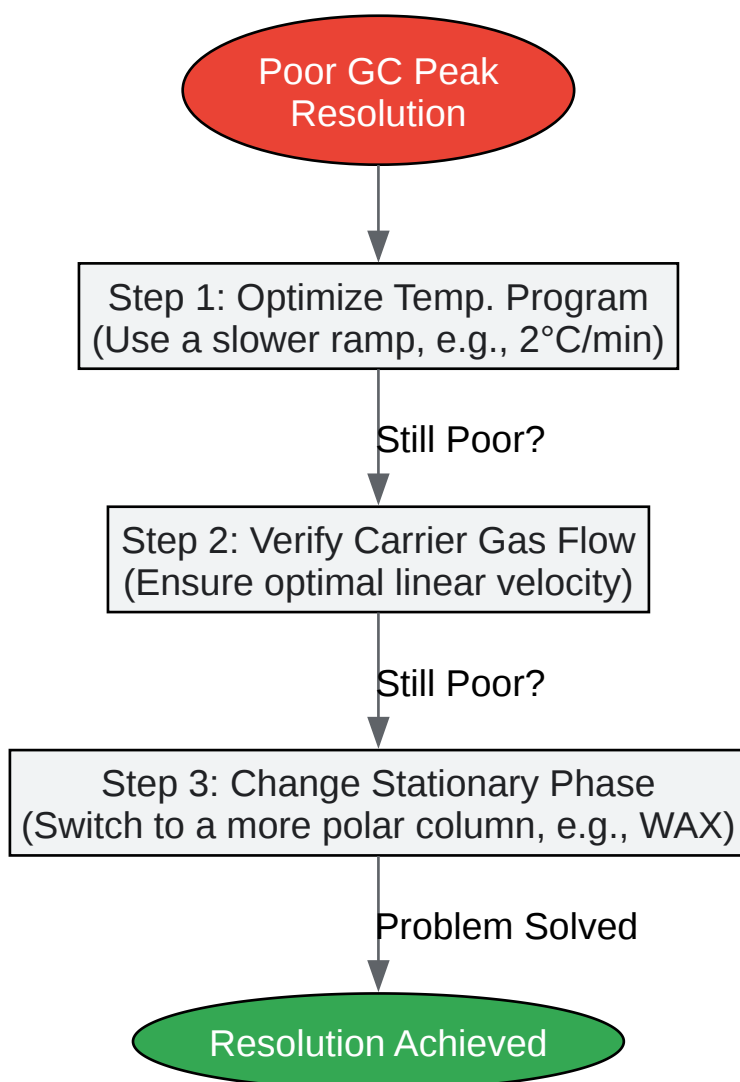 Poor GC Peak
Resolution
Step 1: Optimize Temp. Program
(Use a slower ramp, e.g., 2°C/min)
Still Poor?
Step 2: Verify Carrier Gas Flow
(Ensure optimal linear velocity)
Still Poor?
Step 3: Change Stationary Phase
(Switch to a more polar column, e.g., WAX)
Problem Solved
Resolution Achieved